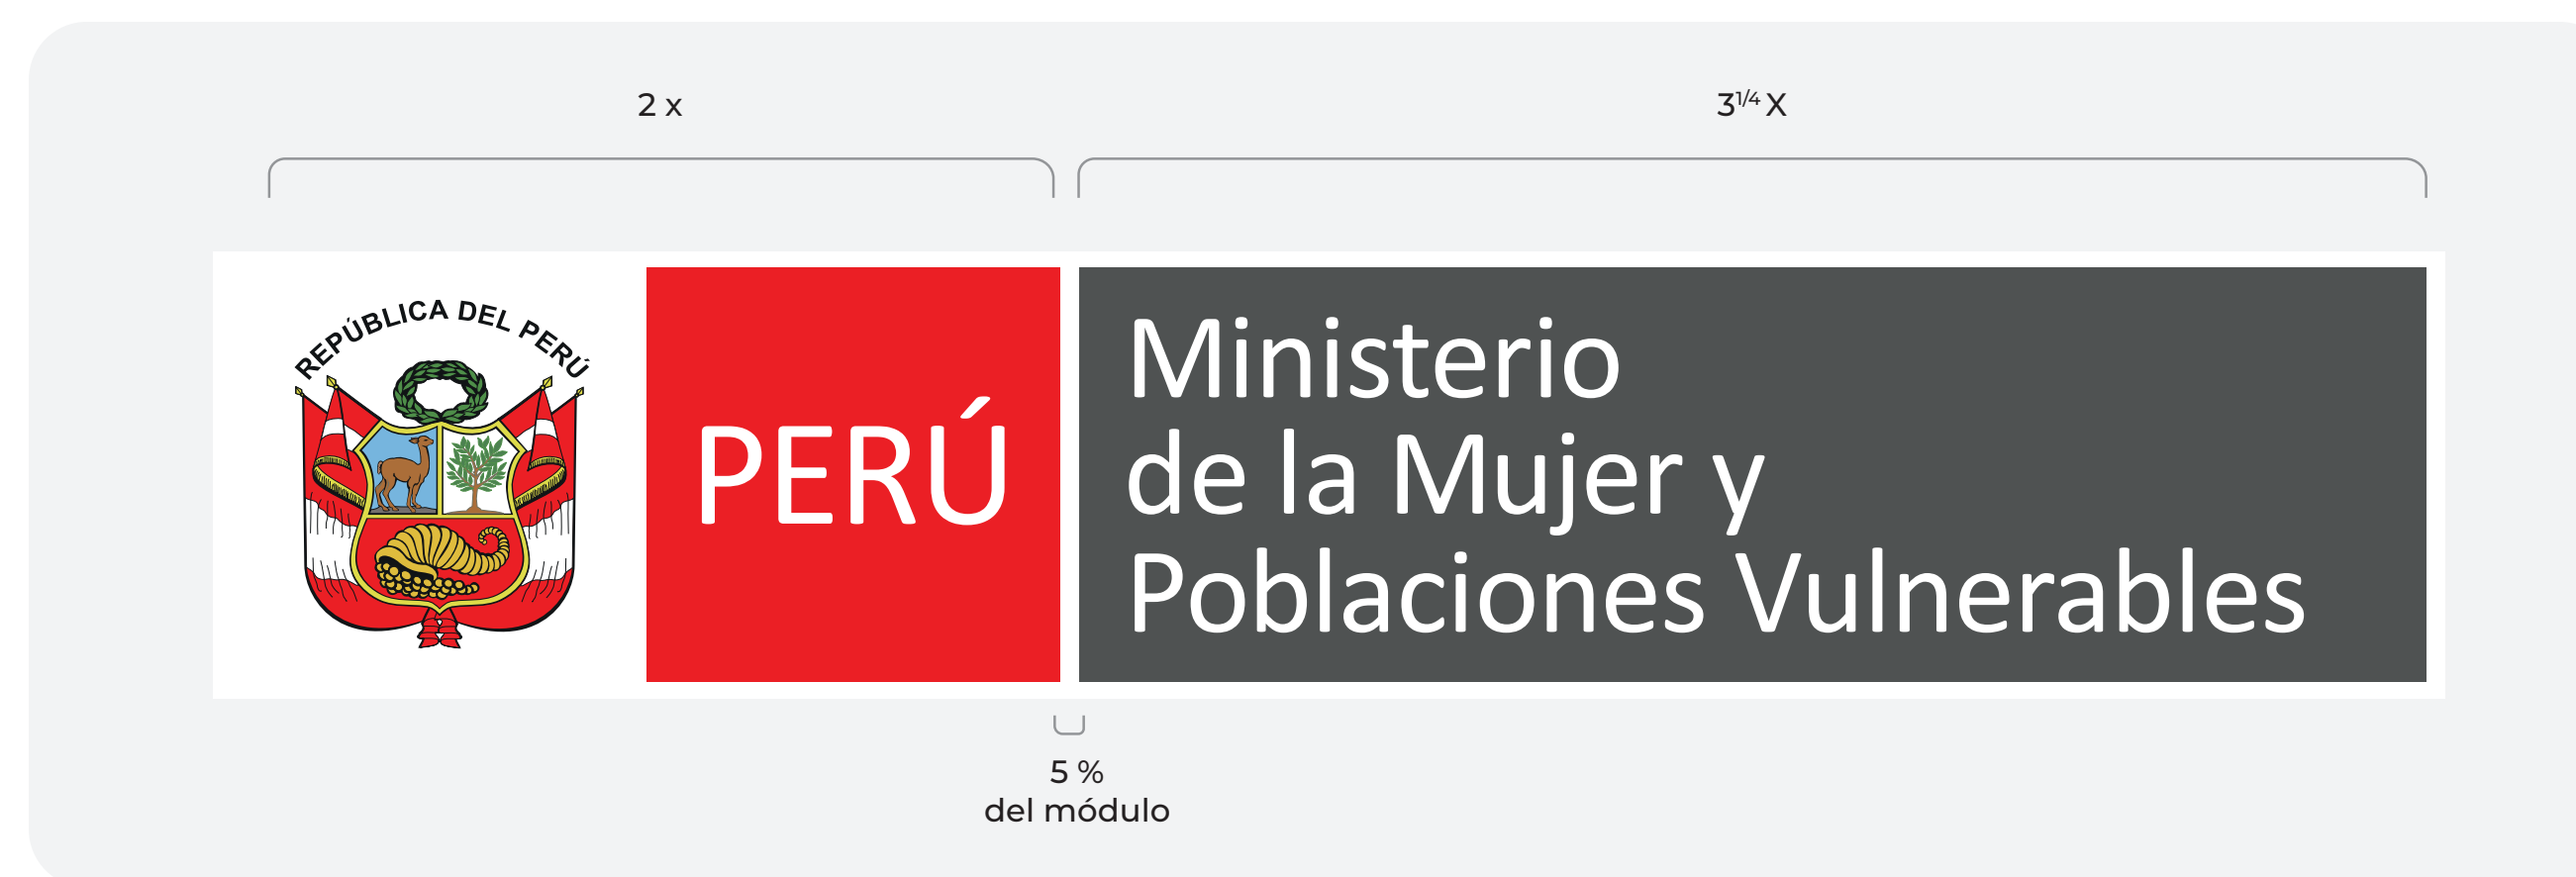 2 x
31/4 X
REPÚBLICA DEL PERÚ
PERÚ
Ministerio
de la Mujer y
Poblaciones Vulnerables
5 %
del módulo